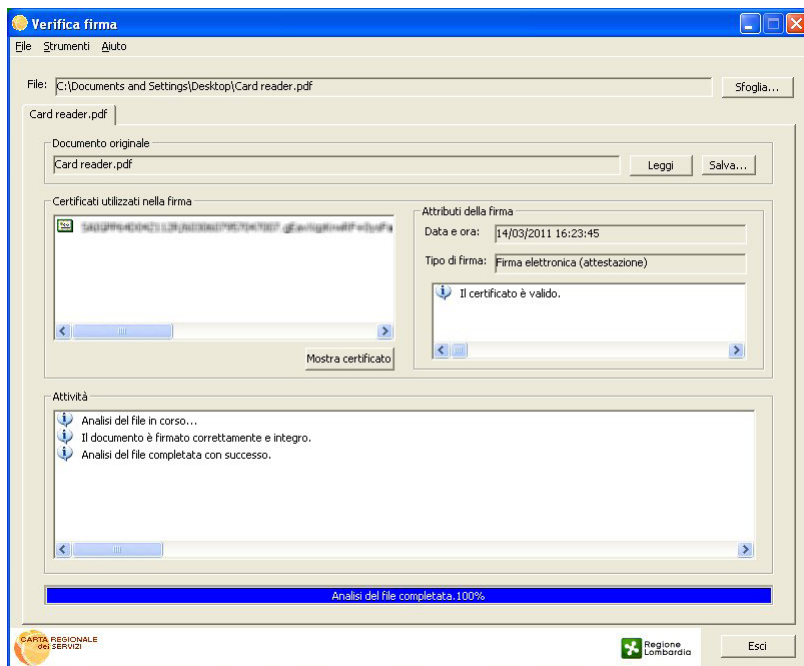 Verifica firma
File Strumenti Aiuto
File: C:\Documents and Settings\Desktop\Card reader.pdf Sfoglia...
Card reader.pdf
Documento originale
Card reader.pdf Leggi Salva...
Certificati utilizzati nella firma
Attributi della firma
Data e ora: 14/03/2011 16:23:45
Tipo di firma: Firma elettronica (attestazione)
Il certificato è valido.
Mostra certificato
Attività
Analisi del file in corso...
Il documento è firmato correttamente e integro.
Analisi del file completata con successo.
Analisi del file completata.100%
CARTA REGIONALE
dei SERVIZI
Regione
Lombardia
Esci